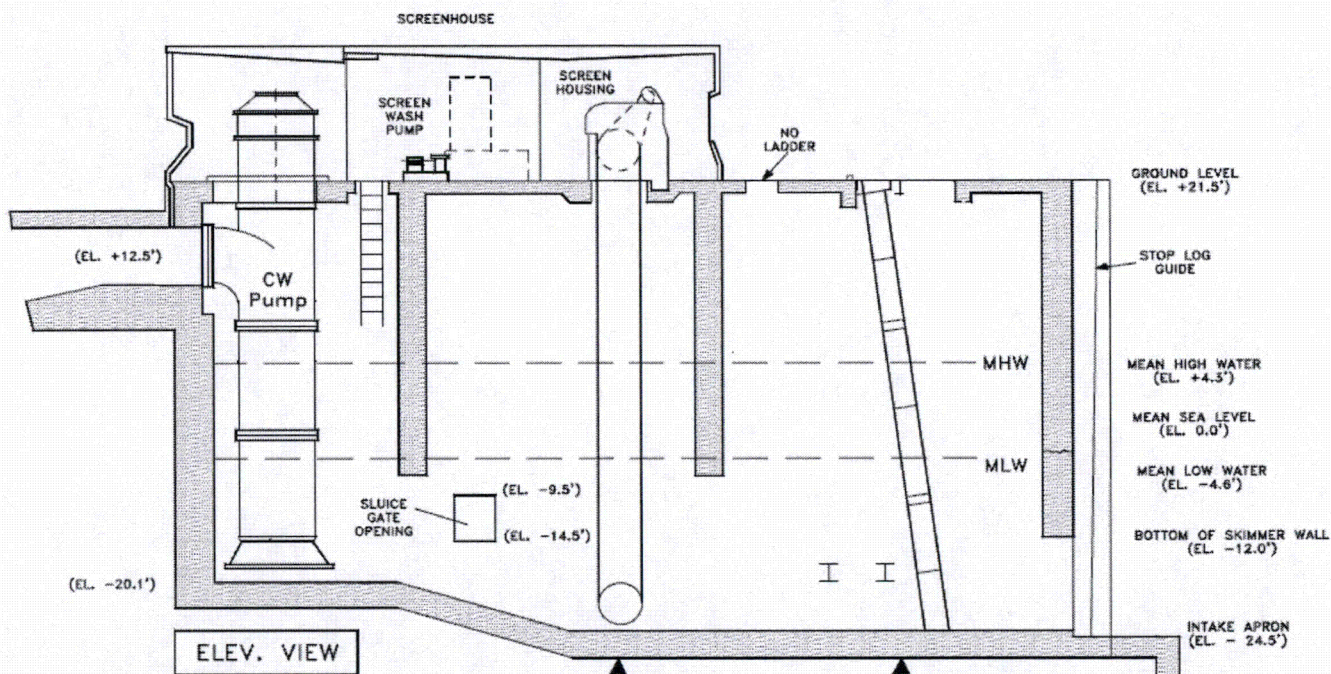 SCREENHOUSE
SCREEN
HOUSING
SCREEN
WASH
PUMP
NO
LADDER
GROUND LEVEL
(EL. +21.5')
(EL. +12.5')
CW
Pump
STOP LOG
GUIDE
MHW
MEAN HIGH WATER
(EL. +4.3')
MEAN SEA LEVEL
(EL. 0.0')
MLW
MEAN LOW WATER
(EL. -4.6')
(EL. -9.5')
SLUICE
GATE
OPENING
(EL. -14.5')
BOTTOM OF SKIMMER WALL
(EL. -12.0')
(EL. -20.1')
INTAKE APRON
(EL. - 24.5')
ELEV. VIEW